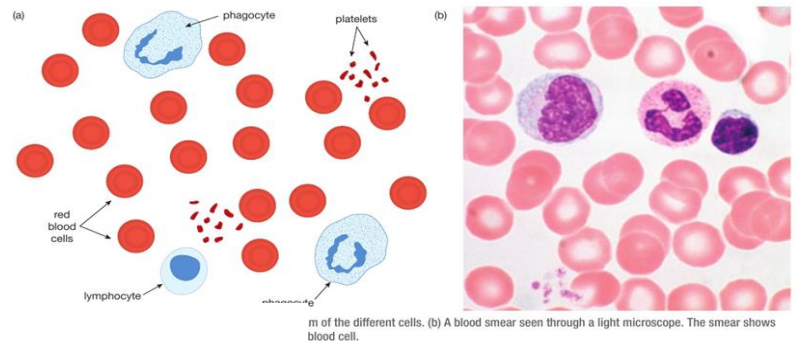 (a)
phagocyte
platelets
(b)
red
blood
cells
lymphocyte
phagocyte
m of the different cells. (b) A blood smear seen through a light microscope. The smear shows
blood cell.